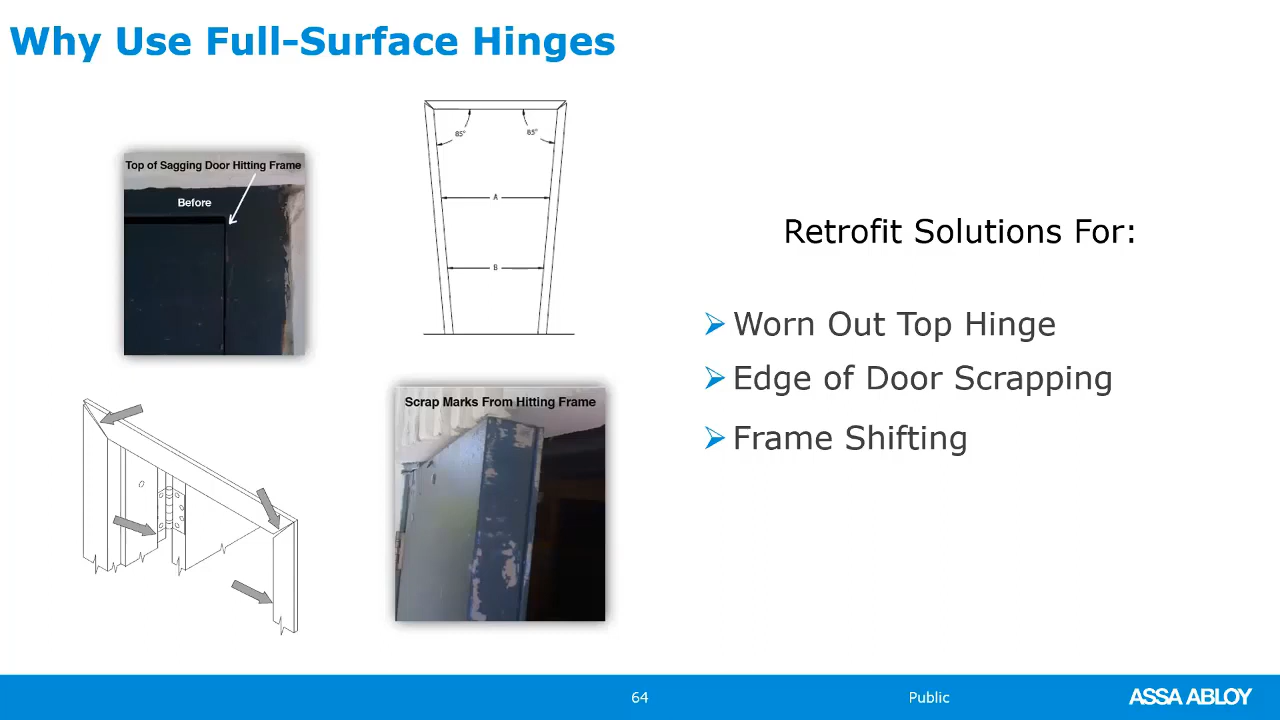 Why Use Full-Surface Hinges
Top of Sagging Door Hitting Frame
Before
85°
85°
A
B
Scrap Marks From Hitting Frame
Retrofit Solutions For:
Worn Out Top Hinge
Edge of Door Scrapping
Frame Shifting
64
Public
ASSA ABLOY